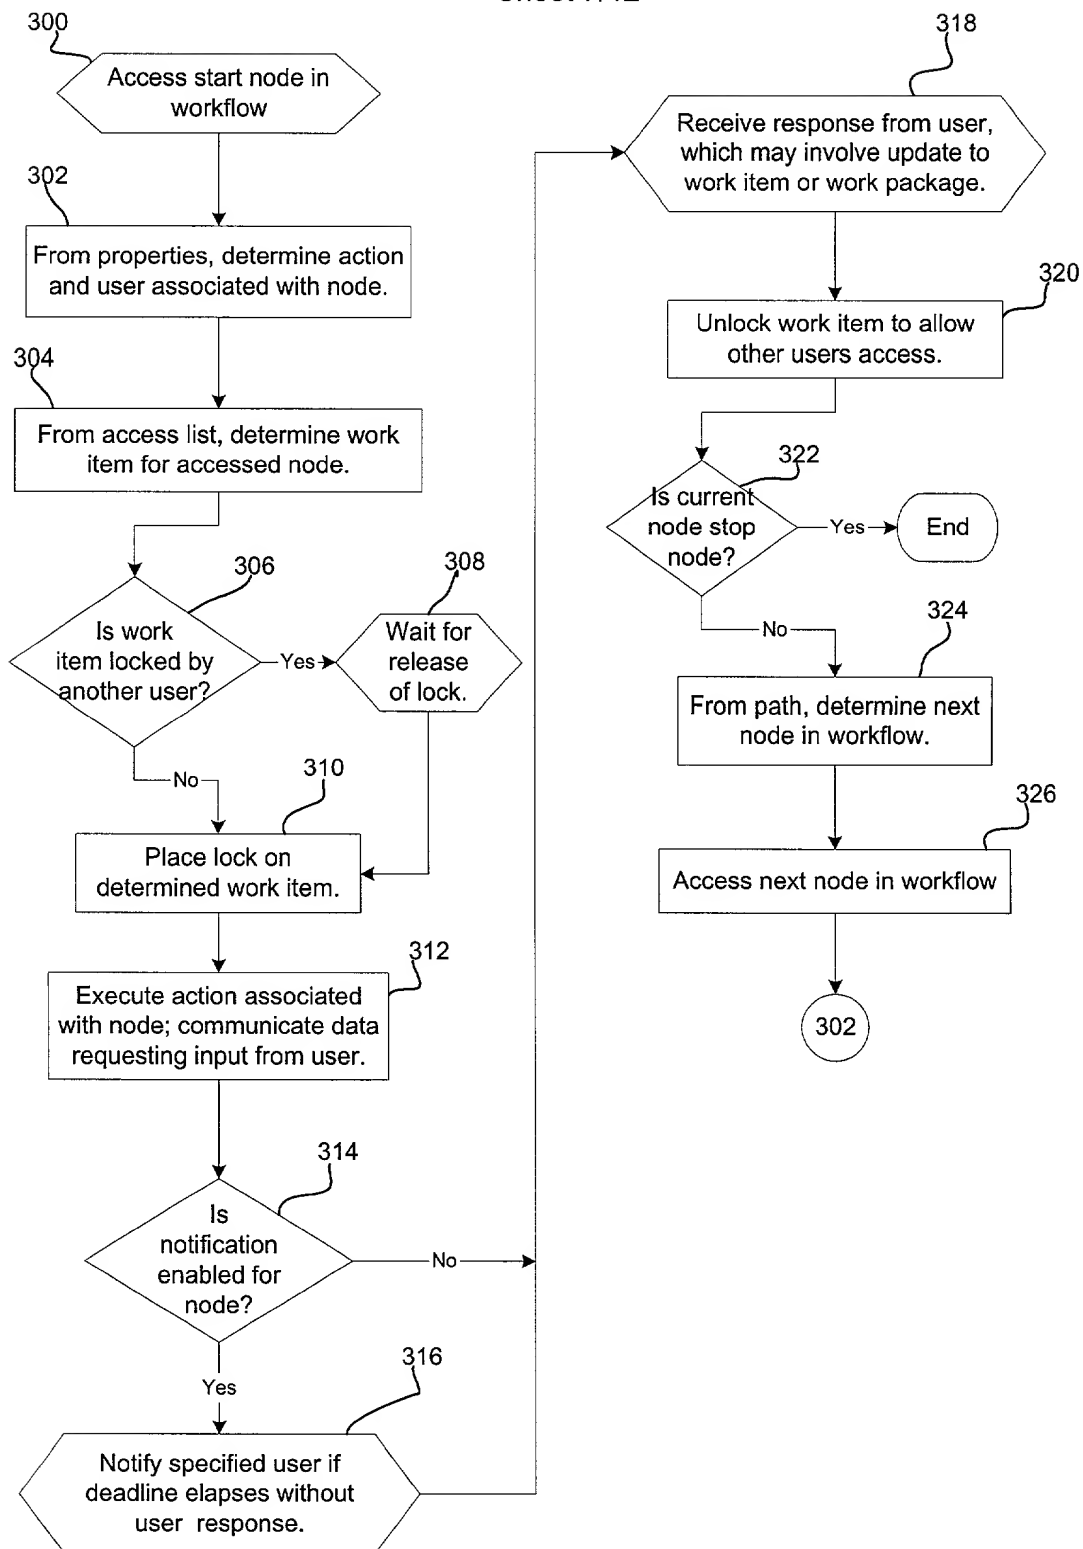 300
Access start node in
workflow
302
From properties, determine action
and user associated with node.
304
From access list, determine work
item for accessed node.
306
Is work
item locked by
another user?
Yes
308
Wait for
release
of lock.
No
310
Place lock on
determined work item.
312
Execute action associated
with node; communicate data
requesting input from user.
314
Is
notification
enabled for
node?
No
Yes
316
Notify specified user if
deadline elapses without
user response.
318
Receive response from user,
which may involve update to
work item or work package.
320
Unlock work item to allow
other users access.
322
Is current
node stop
node?
Yes
End
No
324
From path, determine next
node in workflow.
326
Access next node in workflow
302